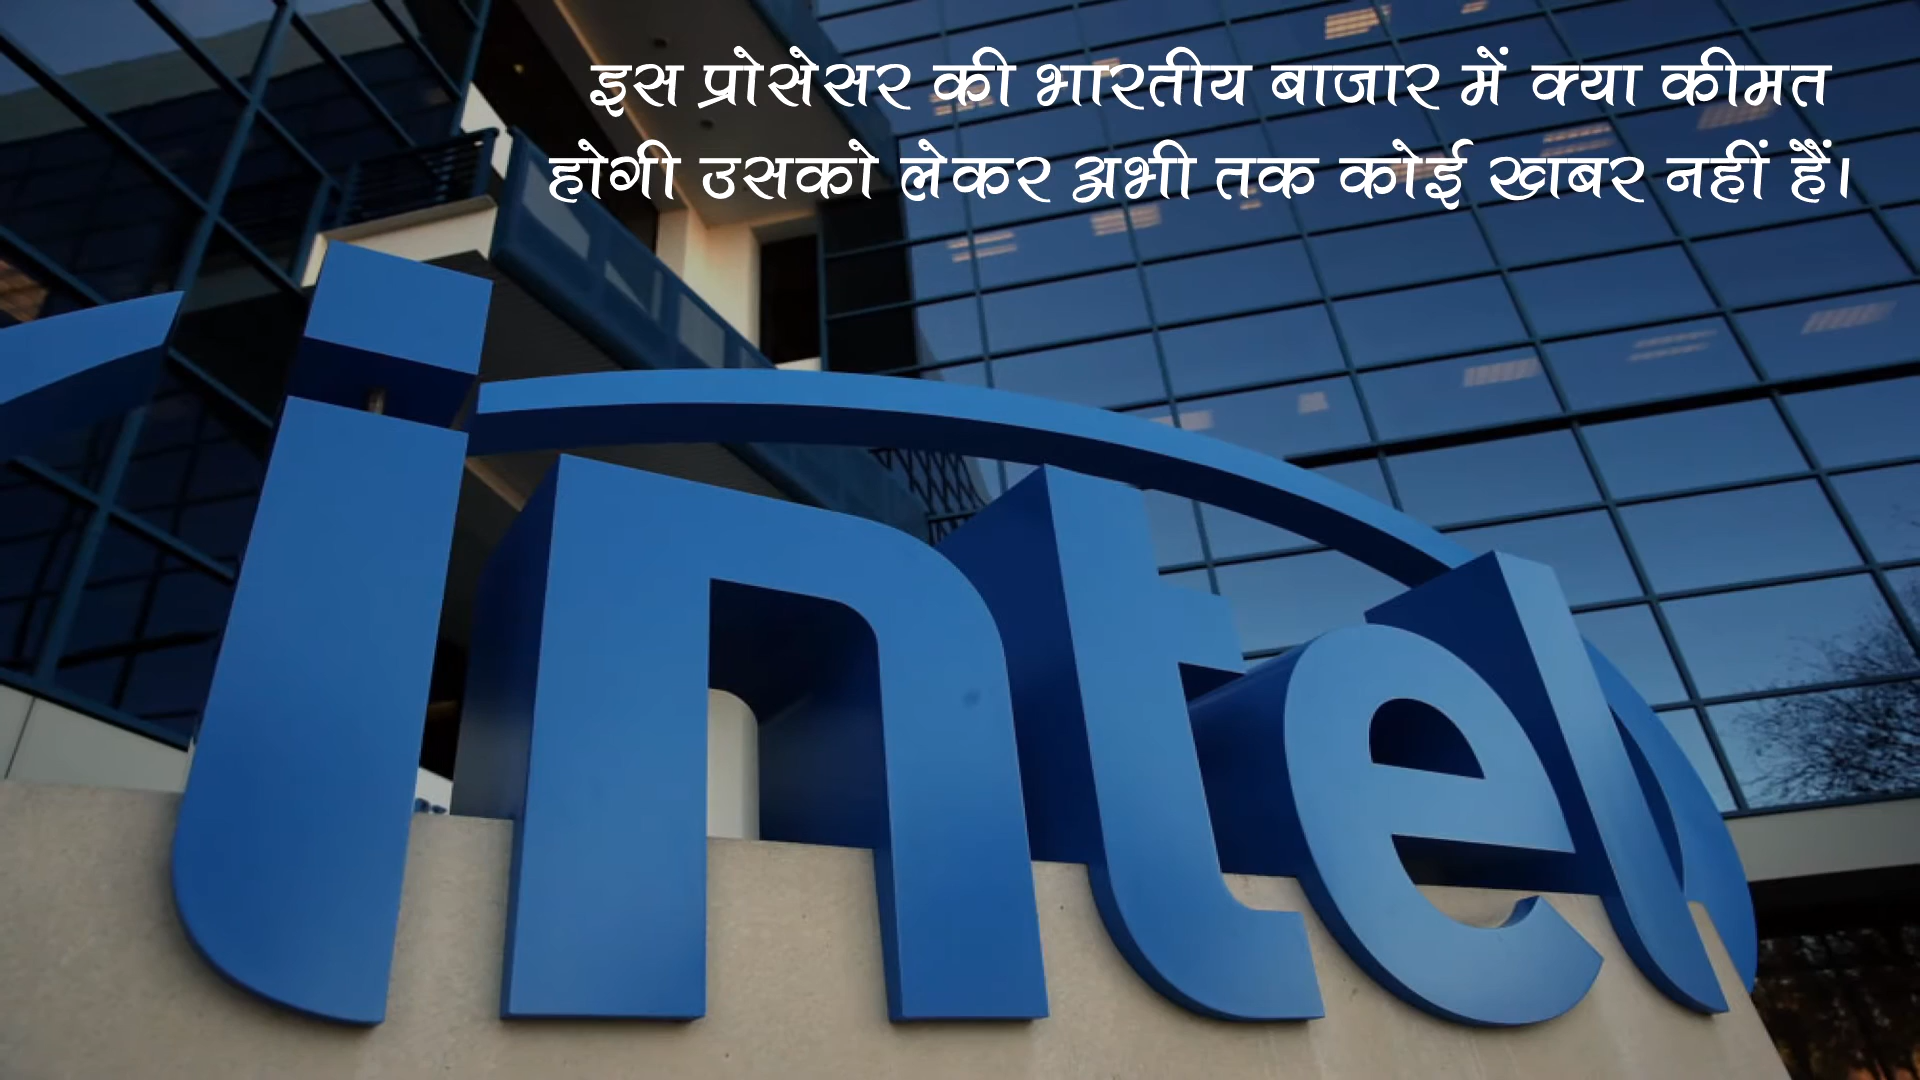 इस प्रोसेसर की भारतीय बाजार में क्या कीमत
होगी उसको लेकर अभी तक कोई खबर नहीं हैं।
intel